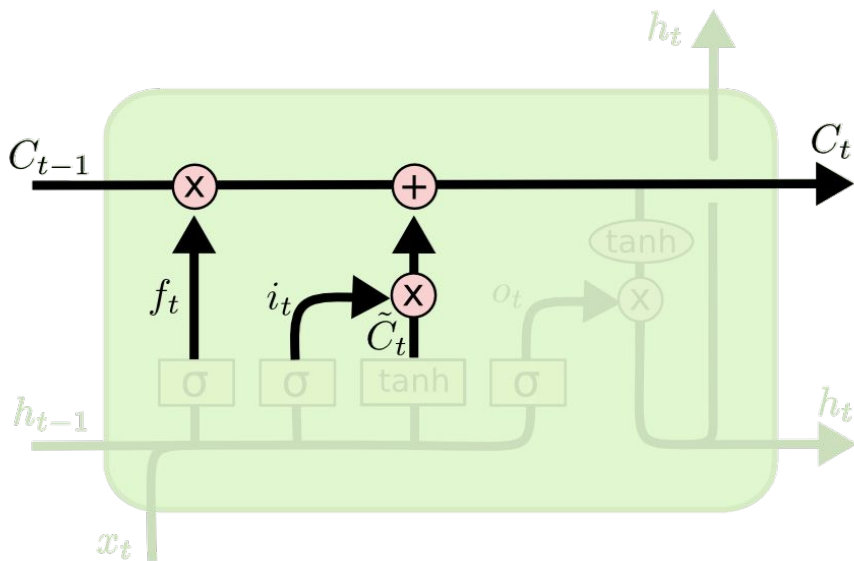 h_t
C_{t-1}
C_t
x
+
tanh
f_t
i_t
x
o_t
x
C̃_t
σ
σ
tanh
σ
h_{t-1}
h_t
x_t